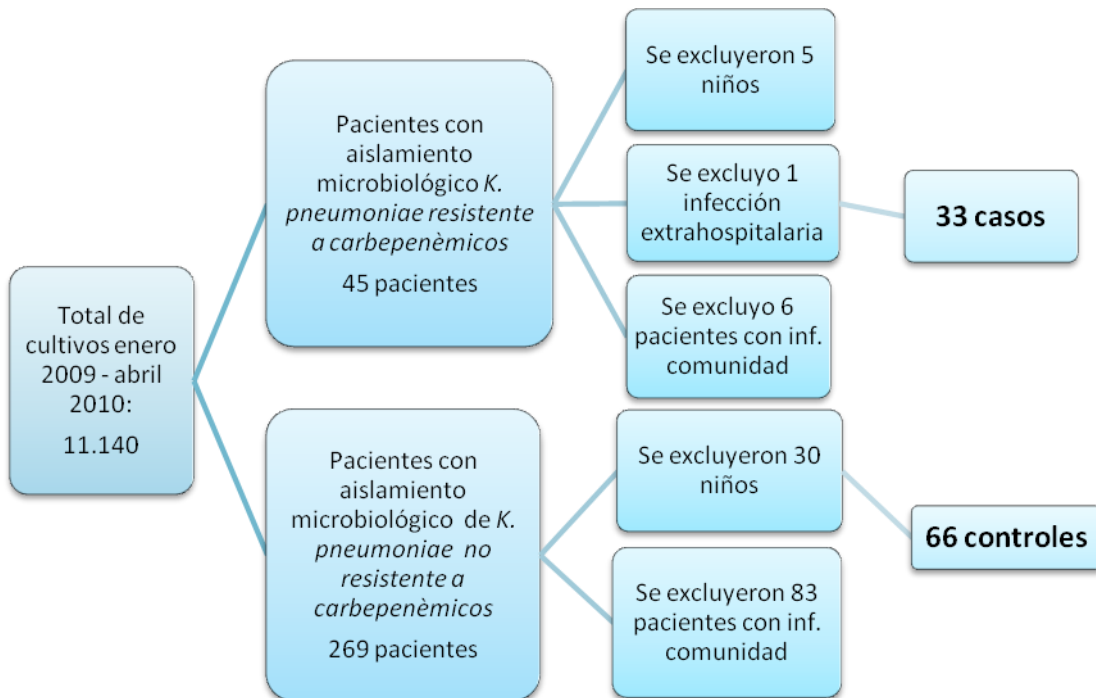 Total de
cultivos enero
2009 - abril
2010:
11.140
Pacientes con
aislamiento
microbiológico K.
pneumoniae resistente
a carbepenèmicos
45 pacientes
Se excluyeron 5
niños
Se excluyo 1
infección
extrahospitalaria
Se excluyo 6
pacientes con inf.
comunidad
33 casos
Pacientes con
aislamiento
microbiológico de K.
pneumoniae no
resistente a
carbepenèmicos
269 pacientes
Se excluyeron 30
niños
Se excluyeron 83
pacientes con inf.
comunidad
66 controles